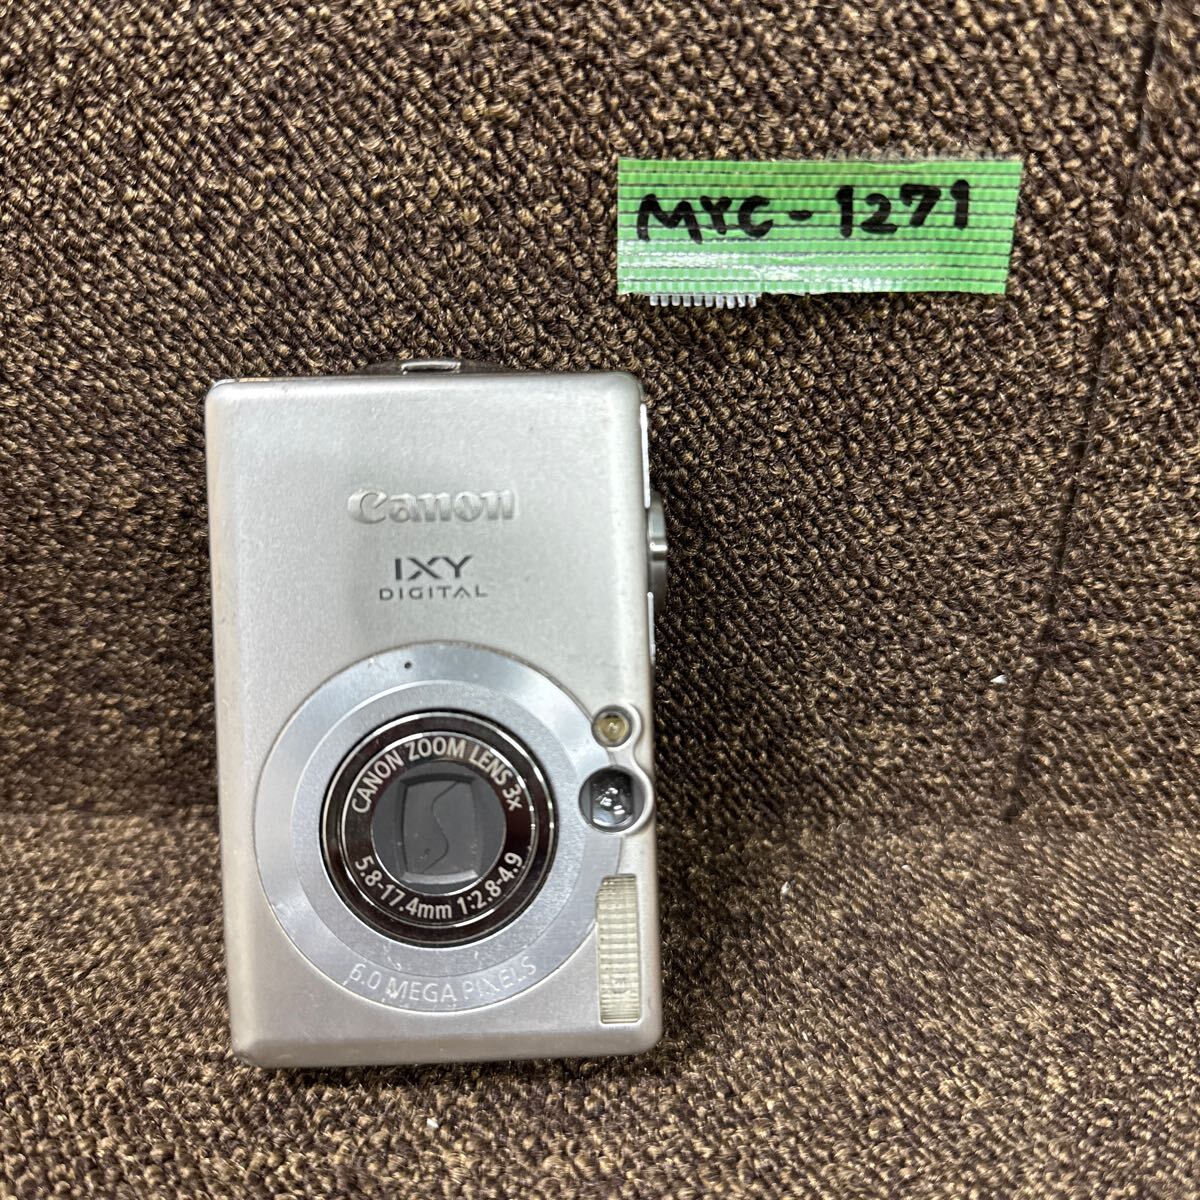 MYC-1271
Canon
IXY
DIGITAL
CANON ZOOM LENS 3x
5.8-17.4mm 1:2.8-4.9
6.0 MEGA PIXELS